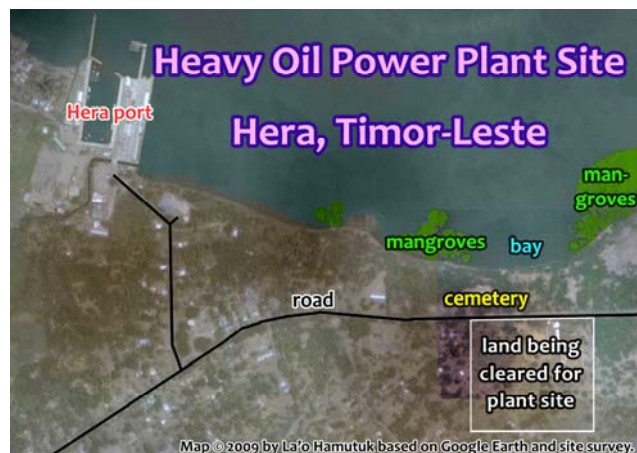 Heavy Oil Power Plant Site
Hera, Timor-Leste
Hera port
man-
groves
mangroves
bay
road
cemetery
land being
cleared for
plant site
Map © 2009 by La'o Hamutuk based on Google Earth and site survey.